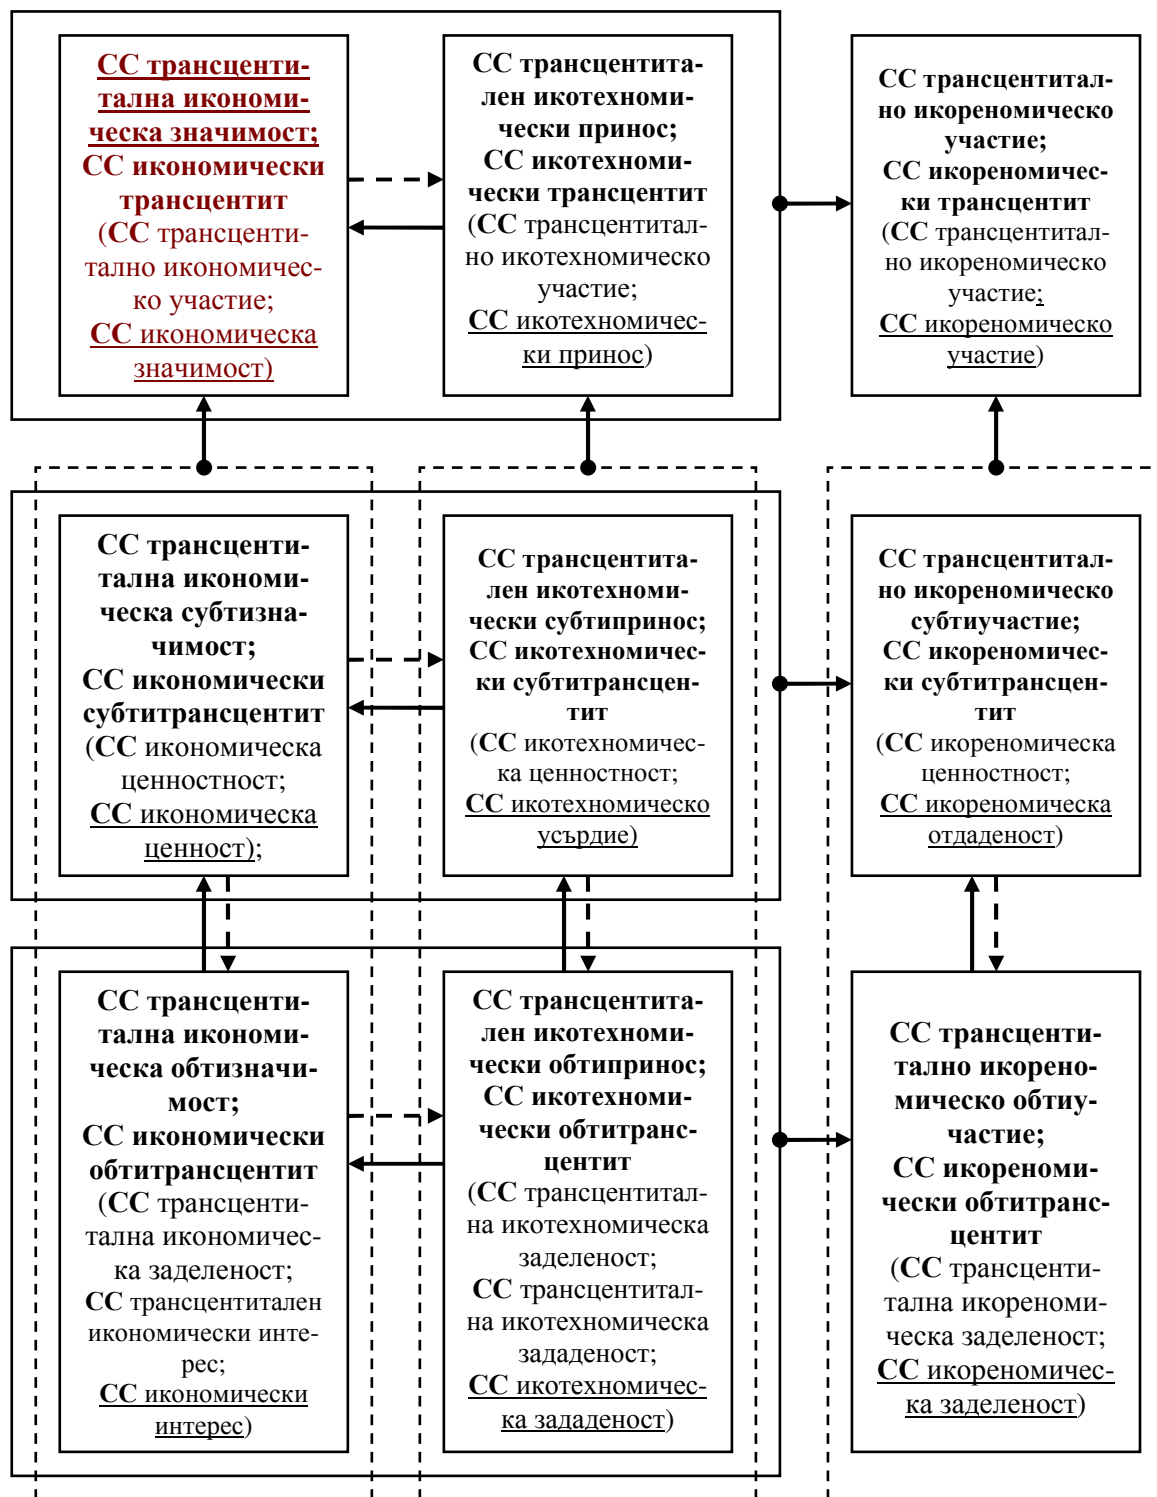 СС трансценти-
тална икономи-
ческа значимост;
СС икономически
трансцентит
(СС трансценти-
тално икономичес-
ко участие;
СС икономическа
значимост)
СС трансцентита-
лен икотехноми-
чески принос;
СС икотехноми-
чески трансцентит
(СС трансцентитал-
но икотехномическо
участие;
СС икотехномичес-
ки принос)
СС трансцентитал-
но икореномическо
участие;
СС икореномичес-
ки трансцентит
(СС трансцентитал-
но икореномическо
участие;
СС икореномическо
участие)
СС трансценти-
тална икономи-
ческа субтизна-
чимост;
СС икономически
субтитрансцентит
(СС икономическа
ценностност;
СС икономическа
ценност);
СС трансцентита-
лен икотехноми-
чески субтипринос;
СС икотехномичес-
ки субтитрансцен-
тит
(СС икотехномичес-
ка ценностност;
СС икотехномическо
усърдие)
СС трансцентитал-
но икореномическо
субтиучастие;
СС икореномичес-
ки субтитрансцен-
тит
(СС икореномическа
ценностност;
СС икореномическа
отдаденост)
СС трансценти-
тална икономи-
ческа обтизначи-
мост;
СС икономически
обтитрансцентит
(СС трансценти-
тална икономичес-
ка заделеност;
СС трансцентитален
икономически инте-
рес;
СС икономически
интерес)
СС трансцентита-
лен икотехноми-
чески обтипринос;
СС икотехноми-
чески обтитранс-
центит
(СС трансцентитал-
на икотехномическа
заделеност;
СС трансцентитал-
на икотехномическа
зададеност;
СС икотехномичес-
ка зададеност)
СС трансценти-
тално икорено-
мическо обтиу-
частие;
СС икореноми-
чески обтитранс-
центит
(СС трансценти-
тална икореноми-
ческа заделеност;
СС икореномичес-
ка заделеност)